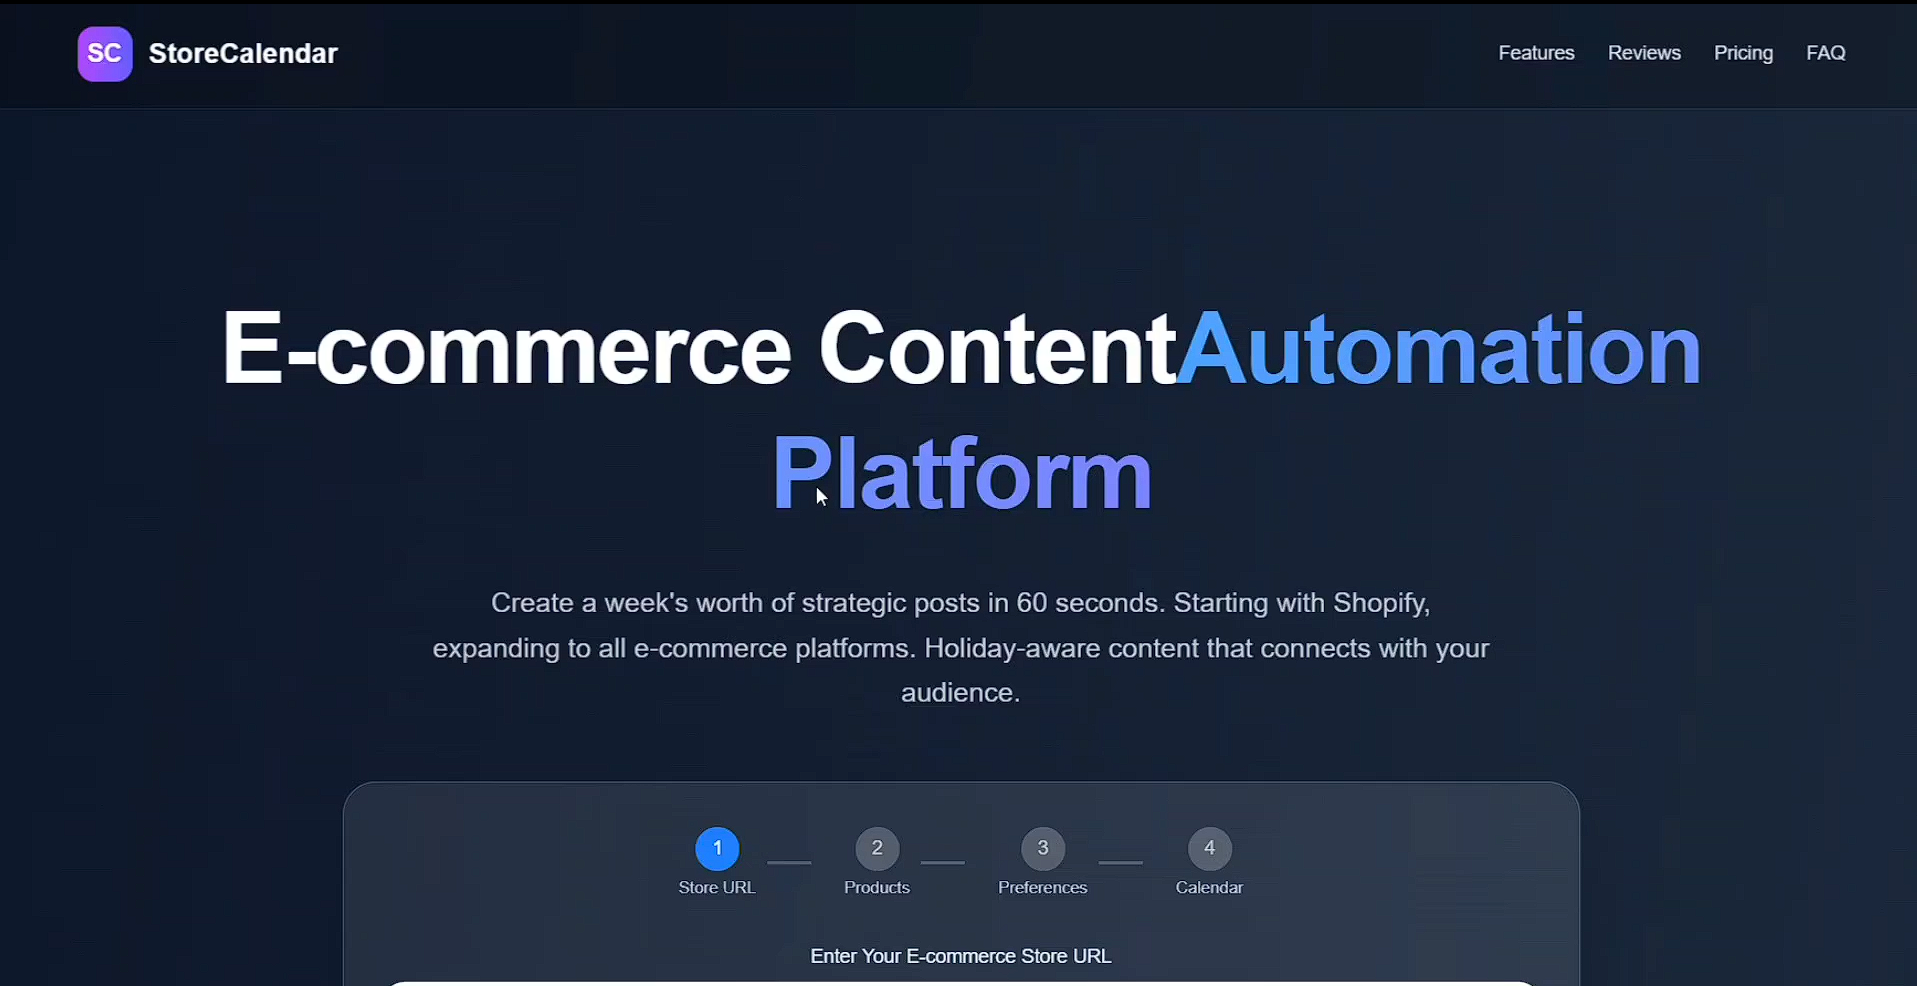 SC StoreCalendar
Features Reviews Pricing FAQ
E-commerce ContentAutomation
Platform
Create a week's worth of strategic posts in 60 seconds. Starting with Shopify,
expanding to all e-commerce platforms. Holiday-aware content that connects with your
audience.
1 2 3 4
Store URL Products Preferences Calendar
Enter Your E-commerce Store URL